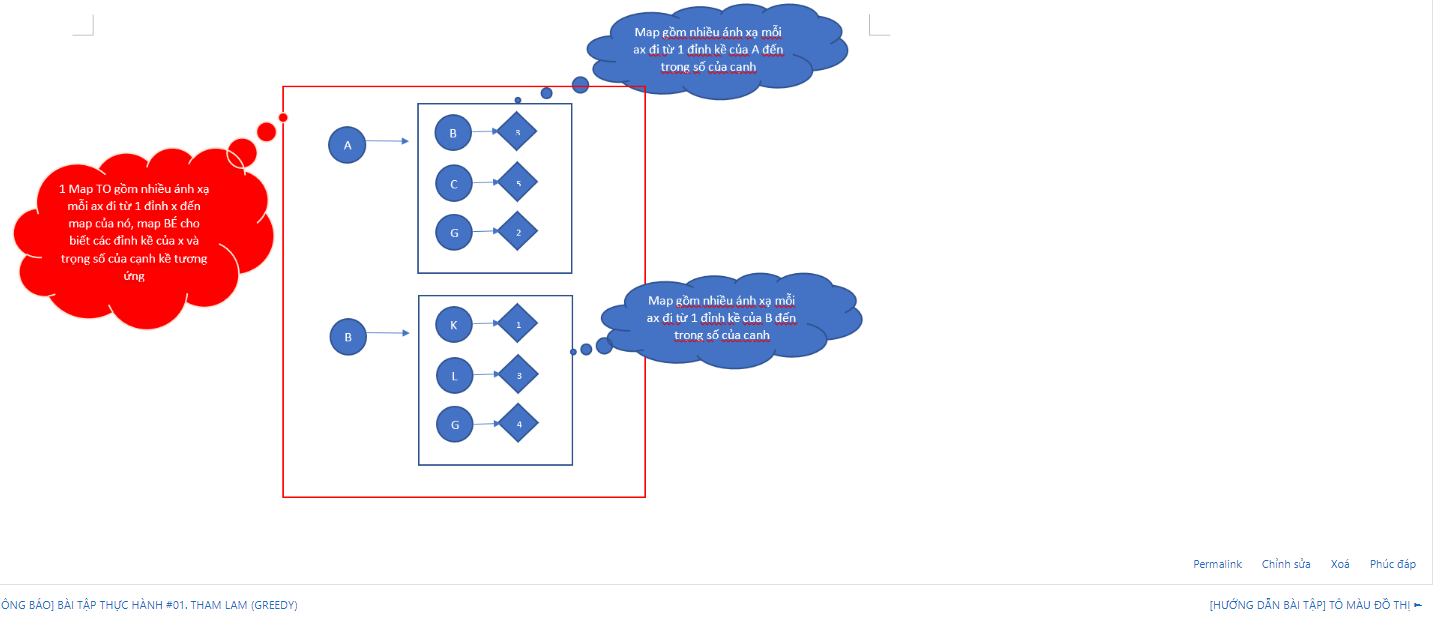 Map gồm nhiều ánh xạ mỗi
ax đi từ 1 đỉnh kề của A đến
trong số của cạnh
1 Map TO gồm nhiều ánh xạ
mỗi ax đi từ 1 đỉnh x đến
map của nó, map BÉ cho
biết các đỉnh kề của x và
trọng số của cạnh kề tương
ứng
A
B
3
C
5
G
2
Map gồm nhiều ánh xạ mỗi
ax đi từ 1 đỉnh kề của B đến
trong số của cạnh
B
K
1
L
3
G
4
Permalink Chỉnh sửa Xoá Phúc đáp
ÔNG BÁO] BÀI TẬP THỰC HÀNH #01. THAM LAM (GREEDY)
[HƯỚNG DẪN BÀI TẬP] TÔ MÀU ĐỒ THỊ ►